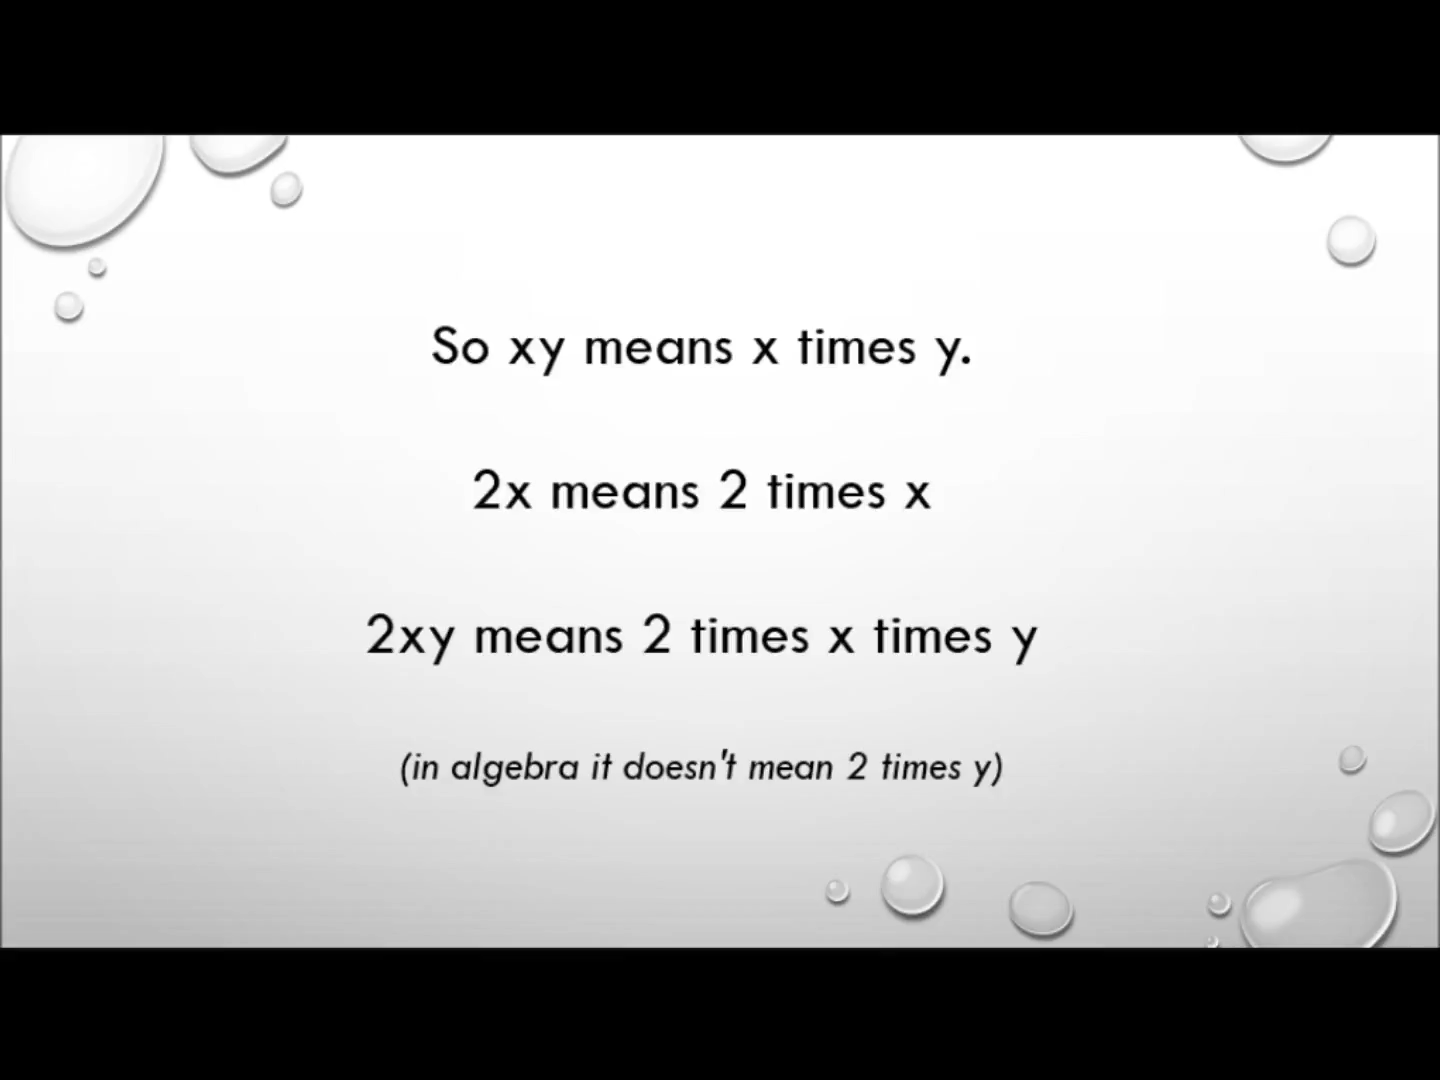 So xy means x times y.
2x means 2 times x
2xy means 2 times x times y
(in algebra it doesn't mean 2 times y)